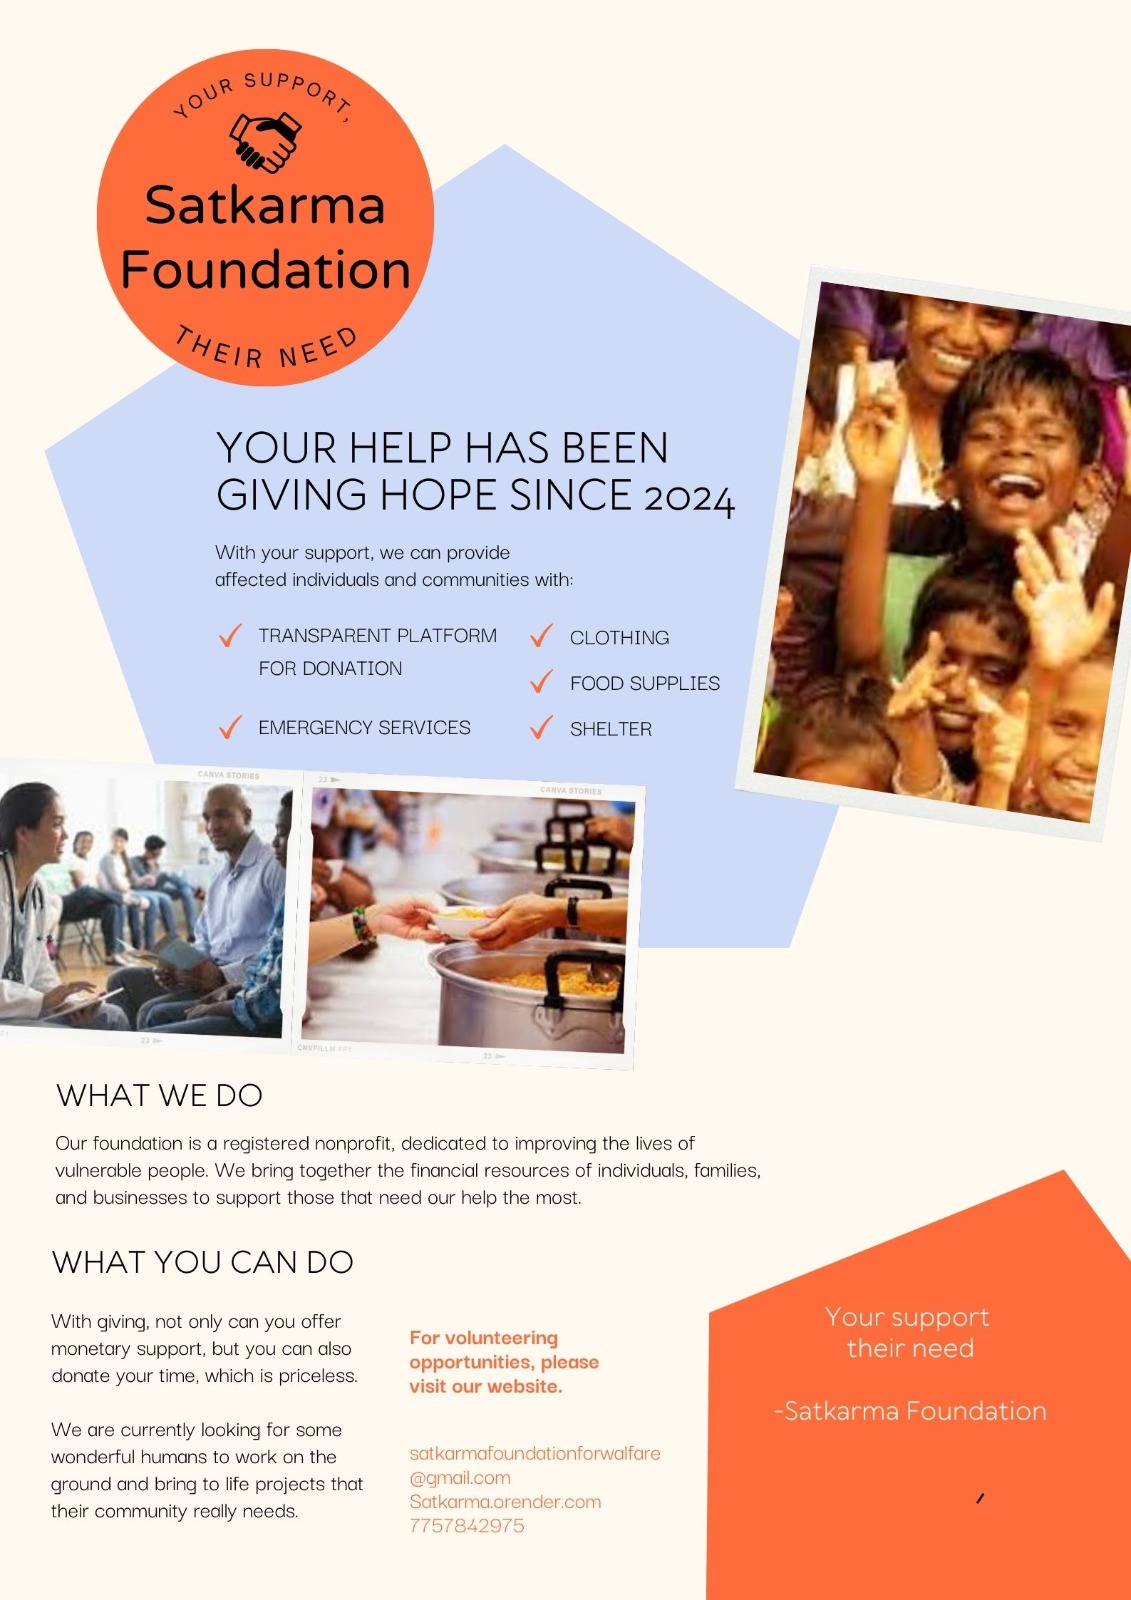 YOUR SUPPORT,
Satkarma
Foundation
THEIR NEED
YOUR HELP HAS BEEN
GIVING HOPE SINCE 2024
With your support, we can provide
affected individuals and communities with:
TRANSPARENT PLATFORM
FOR DONATION
EMERGENCY SERVICES
CLOTHING
FOOD SUPPLIES
SHELTER
CANVA STORIES
23
CANVA STORIES
23
CNVFILLM FF1
23
WHAT WE DO
Our foundation is a registered nonprofit, dedicated to improving the lives of
vulnerable people. We bring together the financial resources of individuals, families,
and businesses to support those that need our help the most.
WHAT YOU CAN DO
With giving, not only can you offer
monetary support, but you can also
donate your time, which is priceless.
We are currently looking for some
wonderful humans to work on the
ground and bring to life projects that
their community really needs.
For volunteering
opportunities, please
visit our website.
satkarmafoundationforwalfare
@gmail.com
Satkarma.orender.com
7757842975
Your support
their need
-Satkarma Foundation